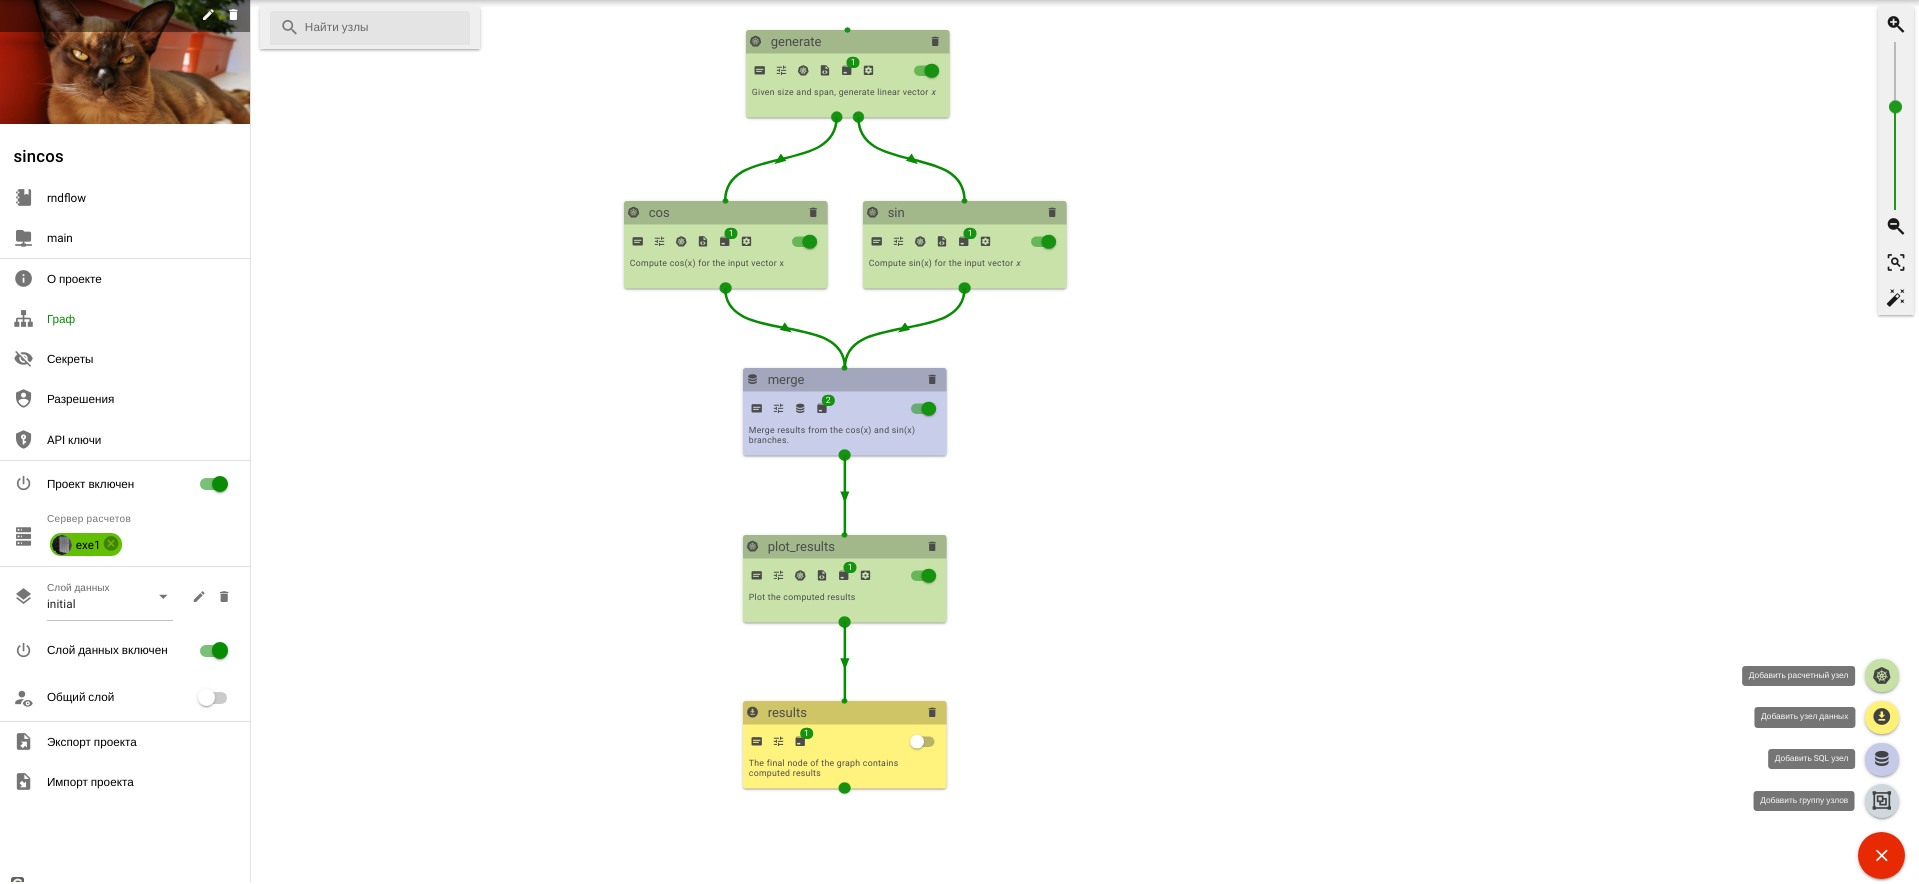 Найти узлы
sincos
rndflow
main
О проекте
Граф
Секреты
Разрешения
API ключи
Проект включен
Сервер расчетов
exe1
Слой данных
initial
Слой данных включен
Общий слой
Экспорт проекта
Импорт проекта
generate
1
Given size and span, generate linear vector x
cos
1
Compute cos(x) for the input vector x
sin
1
Compute sin(x) for the input vector x
merge
2
Merge results from the cos(x) and sin(x)
branches.
plot_results
1
Plot the computed results
results
1
The final node of the graph contains
computed results
Добавить расчетный узел
Добавить узел данных
Добавить SQL узел
Добавить группу узлов